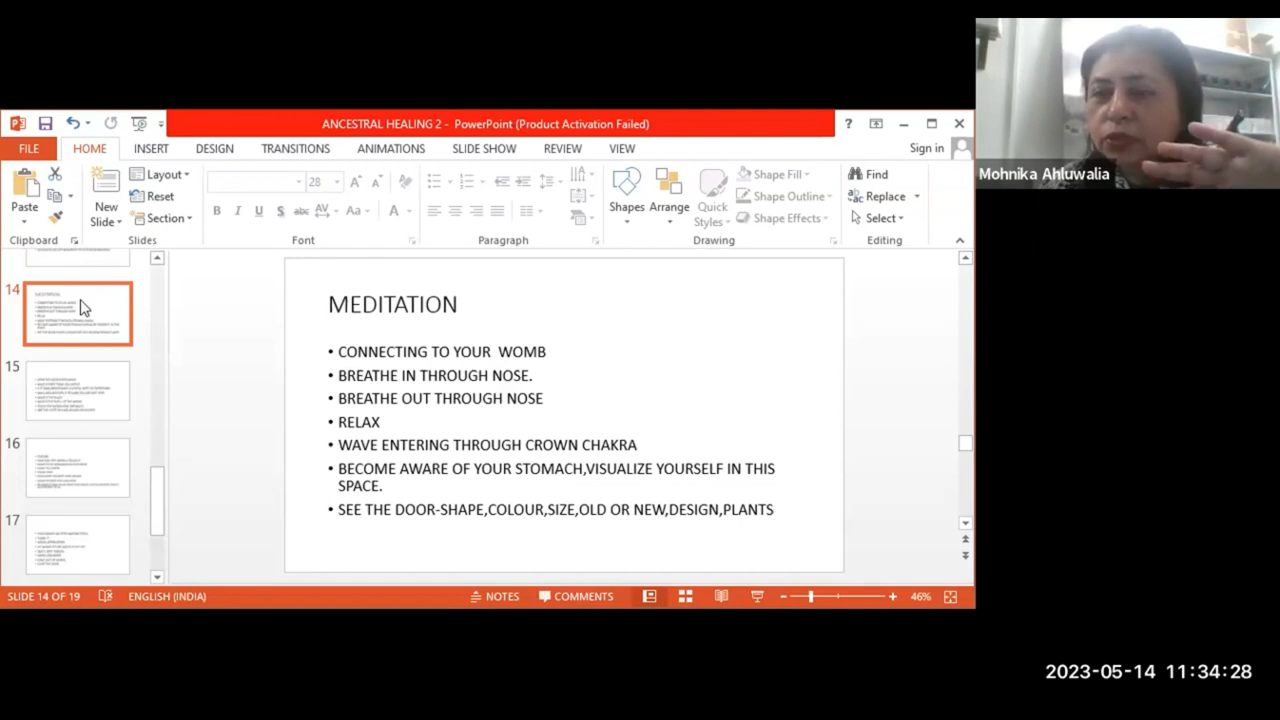 Mohnika Ahluwalia
ANCESTRAL HEALING 2 - PowerPoint (Product Activation Failed)
FILE HOME INSERT DESIGN TRANSITIONS ANIMATIONS SLIDE SHOW REVIEW VIEW Sign in
Paste
Clipboard
New Slide
Layout
Reset
Section
Slides
28
Font
Paragraph
Shapes
Arrange
Quick Styles
Shape Fill
Shape Outline
Shape Effects
Drawing
Find
Replace
Select
Editing
14
15
16
17
MEDITATION
• CONNECTING TO YOUR WOMB
• BREATHE IN THROUGH NOSE.
• BREATHE OUT THROUGH NOSE
• RELAX
• WAVE ENTERING THROUGH CROWN CHAKRA
• BECOME AWARE OF YOUR STOMACH,VISUALIZE YOURSELF IN THIS
SPACE.
• SEE THE DOOR-SHAPE,COLOUR,SIZE,OLD OR NEW,DESIGN,PLANTS
SLIDE 14 OF 19 ENGLISH (INDIA) NOTES COMMENTS 46%
2023-05-14 11:34:28